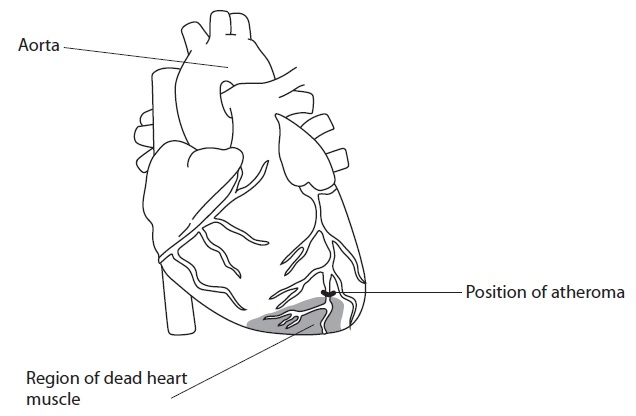 Aorta
Position of atheroma
Region of dead heart
muscle